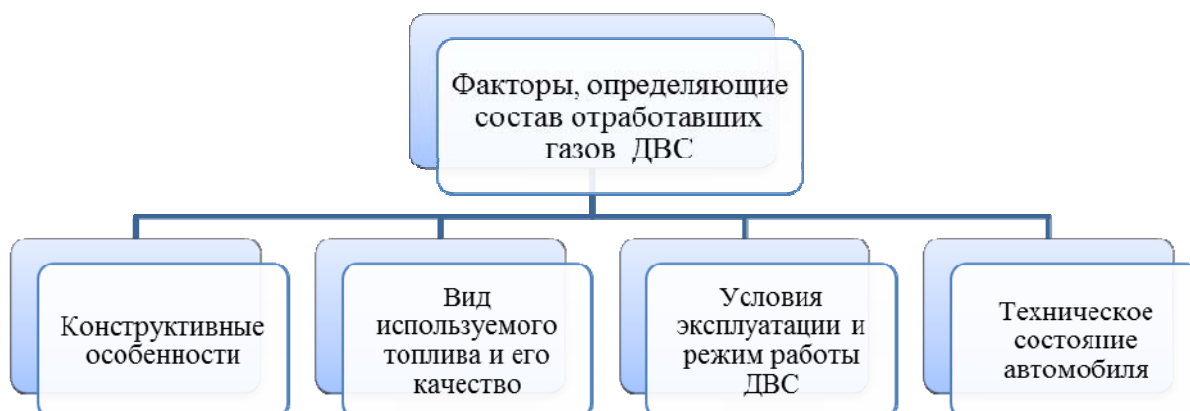 Факторы, определяющие
состав отработавших
газов ДВС
Конструктивные
особенности
Вид
используемого
топлива и его
качество
Условия
эксплуатации и
режим работы
ДВС
Техническое
состояние
автомобиля